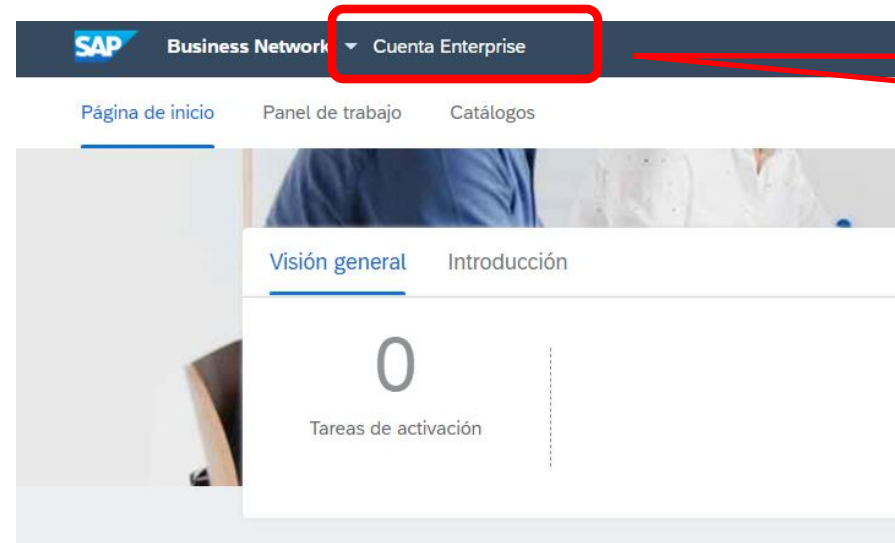 SAP Business Network Cuenta Enterprise
Página de inicio Panel de trabajo Catálogos
Visión general Introducción
0
Tareas de activación